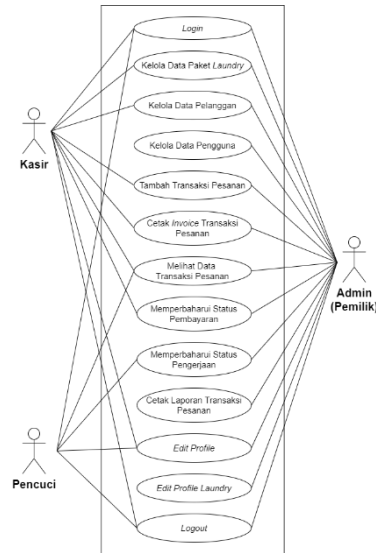 Login
Kelola Data Paket Laundry
Kelola Data Pelanggan
Kasir
Kelola Data Pengguna
Tambah Transaksi Pesanan
Cetak Invoice Transaksi
Pesanan
Melihat Data
Transaksi Pesanan
Admin
(Pemilik)
Memperbaharui Status
Pembayaran
Memperbaharui Status
Pengerjaan
Cetak Laporan Transaksi
Pesanan
Edit Profile
Pencuci
Edit Profile Laundry
Logout